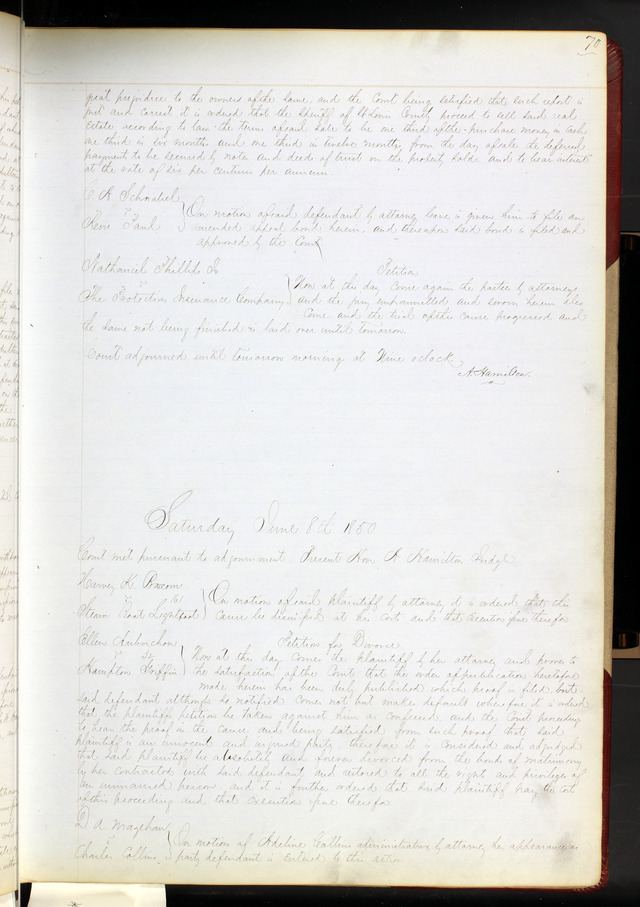 70
great prejudice to the owners of the same, and the Court being satisfied that such report is
just and correct it is ordered that the Sheriff of St Louis County proceed to sell said real
Estate according to law the terms of said sale to be one third of the purchase money in Cash
one third in six months and one third in twelve months from the day of sale the deferred
payments to be secured by note and deeds of trust on the property sold and to bear interest
at the rate of six per centum per annum
vs
Rene Paul
On motion of said defendant by attorney leave is given him to file an
amended appeal bond herein and thereupon said bond is filed and
approved by the Court
Nathaniel Phillips
Petition
vs
The Protection Insurance Company
Now at this day come again the parties by attorneys
and the jury empannelled and sworn herein also
Come and the trial of this cause progressed and
the same not being finished is laid over until tomorrow.
Court adjourned until tomorrow morning at Nine oclock
A. Hamilton
Saturday June 8th 1850
Court met pursuant to adjournment Present Hon A Hamilton Judge
Harvey K
vs
Steam Boat Lightfoot
On motion of said plaintiff by attorney it is ordered that this
Cause be dismissed at his cost and that Execution issue therefor
Ellen
Petition for Divorce
vs
Hampton Griffin
Now at this day comes the plaintiff by her attorney and proves to
the satisfaction of the Court that the order of publication heretofore
made herein has been duly published which proof is filed but
said defendant although so notified comes not but makes default wherefore it is ordered
that the plaintiffs petition be taken against him as confessed and the Court proceeding
to hear the proof in the cause and being satisfied from such proof that said
plaintiff is an innocent and injured party, therefore it is considered and adjudged
that said plaintiff be absolutely and forever divorced from the bonds of matrimony
by her contracted with said defendant and restored to all the rights and privileges of
an unmarried person and it is further ordered that said plaintiff pay the costs
of this proceeding and that Execution issue therefor
D A
vs
Charles Collins
On motion of Adeline Collins administratrix by attorney her appearance as
party defendant is entered to this action